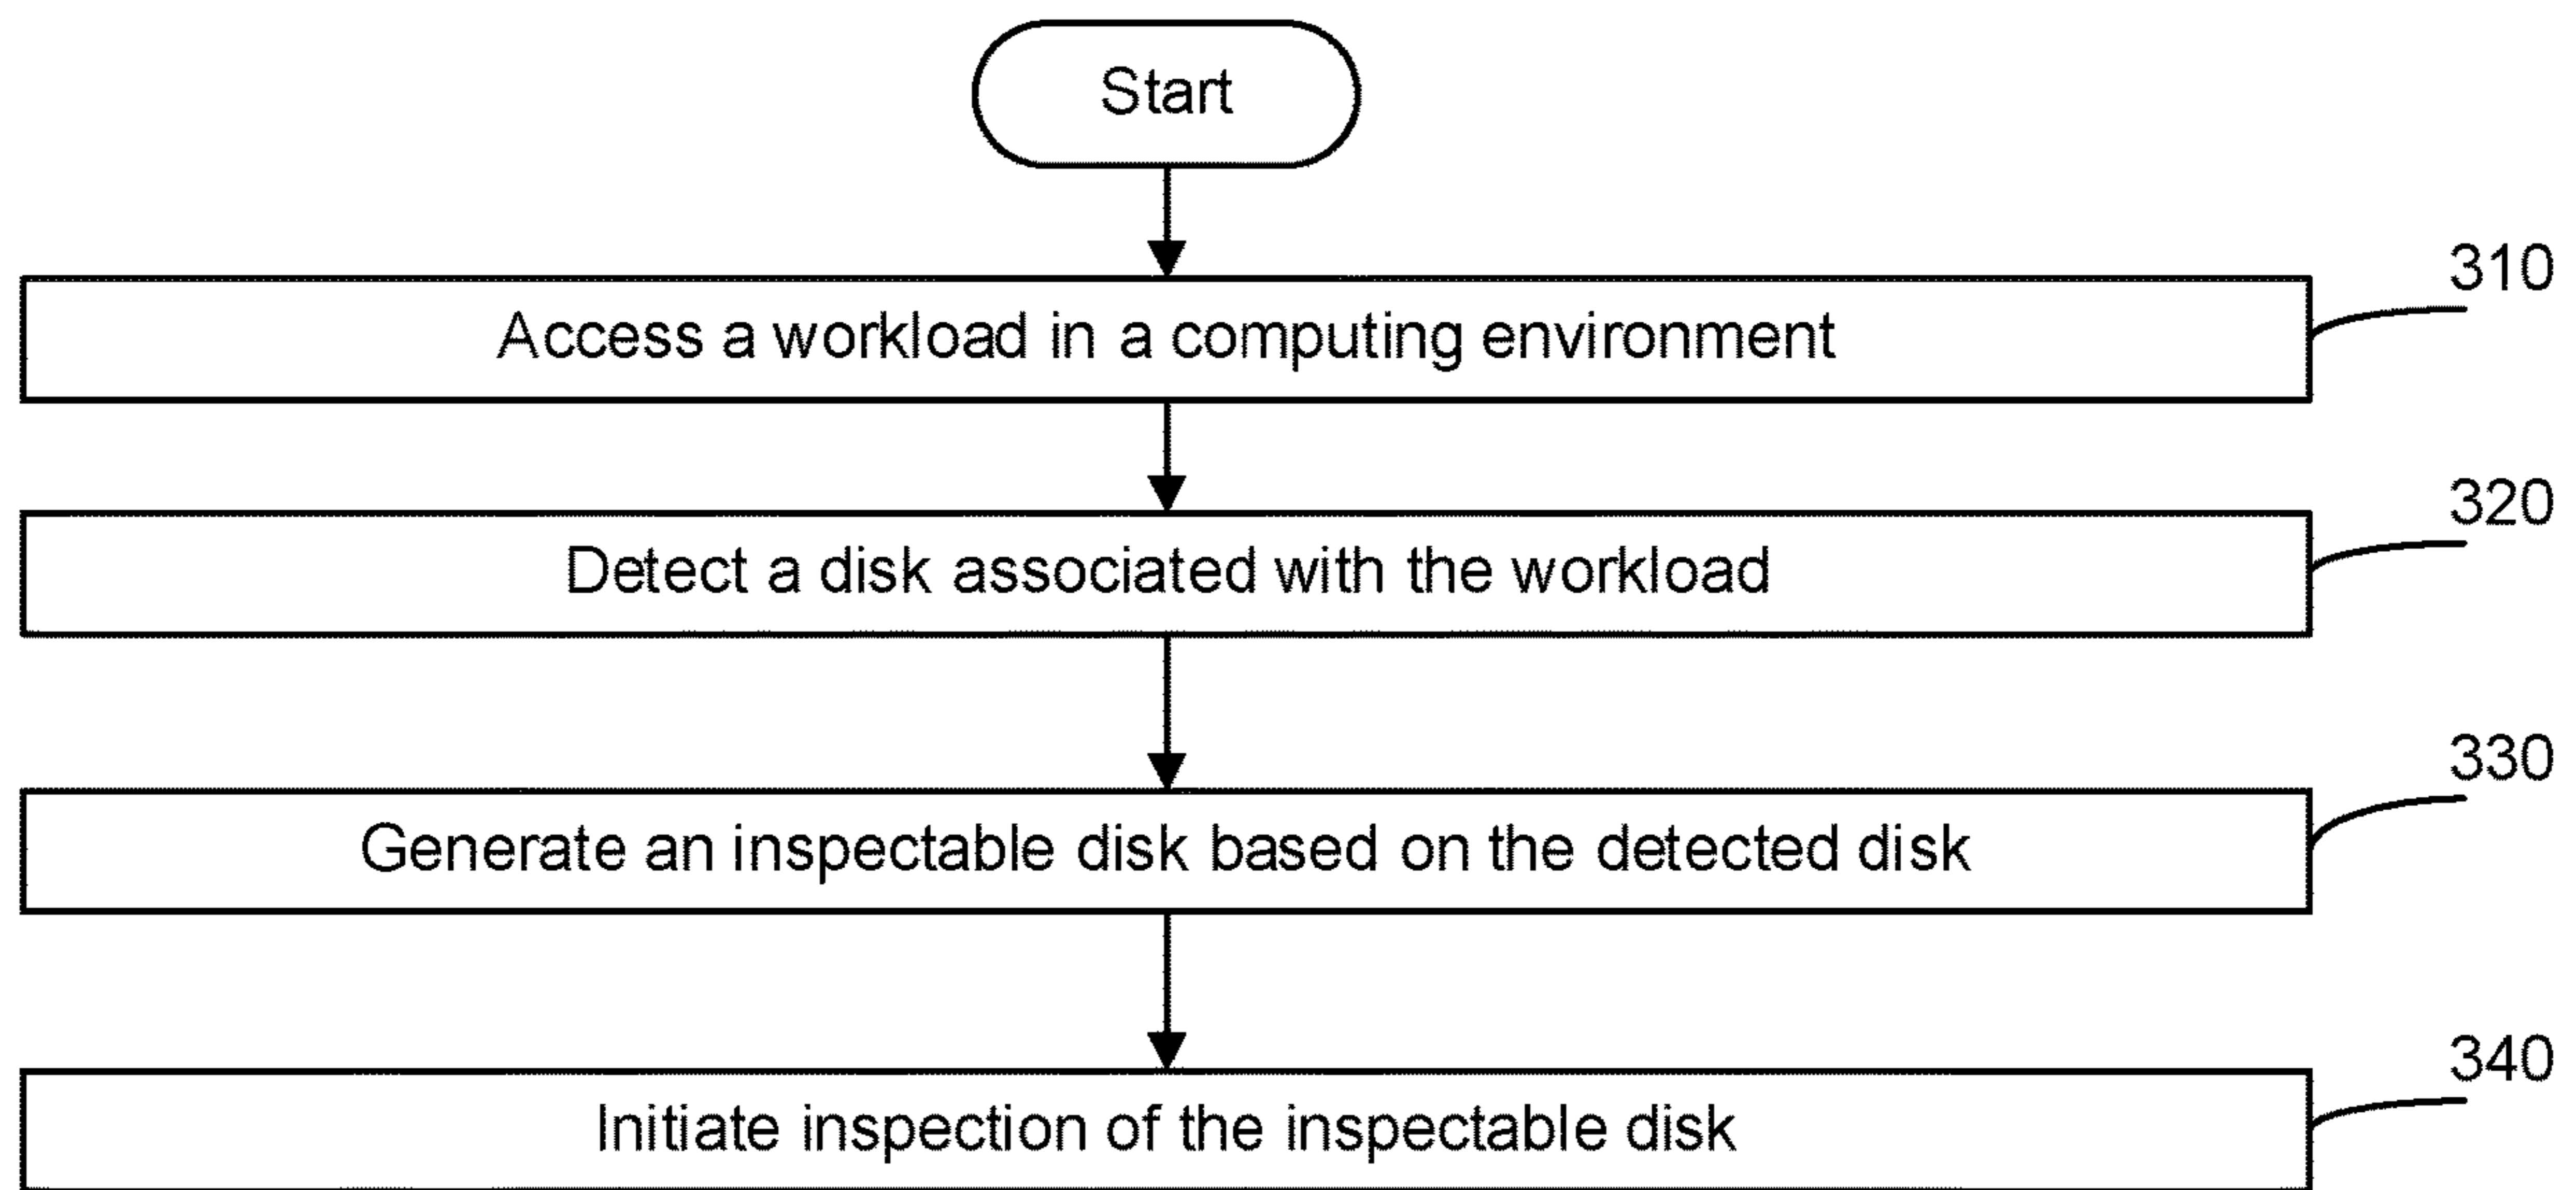 Start
310
Access a workload in a computing environment
320
Detect a disk associated with the workload
330
Generate an inspectable disk based on the detected disk
340
Initiate inspection of the inspectable disk